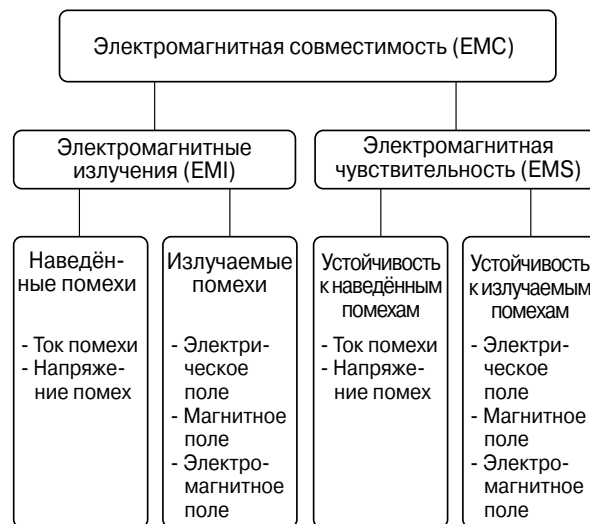 Электромагнитная совместимость (EMC)
Электромагнитные
излучения (EMI)
Электромагнитная
чувствительность (EMS)
Наведён-
ные помехи
- Ток помехи
- Напряже-
ние помех
Излучаемые
помехи
- Электри-
ческое
поле
- Магнитное
поле
- Электро-
магнитное
поле
Устойчивость
к наведённым
помехам
- Ток помехи
- Напряже-
ние помех
Устойчивость
к излучаемым
помехам
- Электри-
ческое
поле
- Магнитное
поле
- Электро-
магнитное
поле